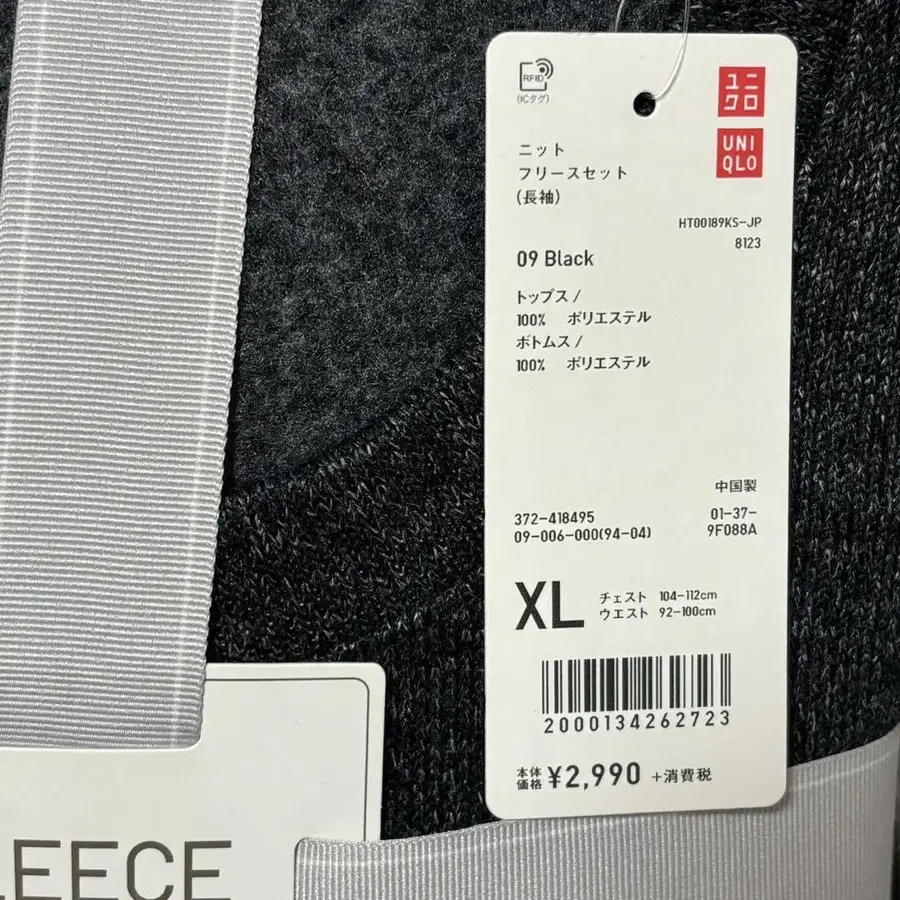 RFID
(ICタグ)
ユニ
クロ
UNI
QLO
ニット
フリースセット
(長袖)
HT00189KS-JP
8123
09 Black
トップス /
100% ポリエステル
ボトムス /
100% ポリエステル
中国製
372-418495
09-006-000(94-04)
01-37-
9F088A
XL
チェスト 104-112cm
ウエスト 92-100cm
2000134262723
本体
価格 ¥2,990 +消費税
LEECE